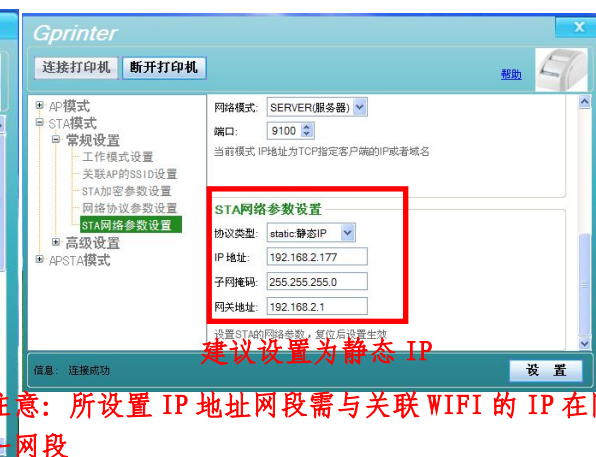 Gprinter
X
连接打印机 断开打印机
帮助
AP模式
STA模式
常规设置
工作模式设置
关联AP的SSID设置
STA加密参数设置
网络协议参数设置
STA网络参数设置
高级设置
APSTA模式
网络模式: SERVER(服务器)
端口: 9100
当前模式 IP地址为TCP指定客户端的IP或者域名
STA网络参数设置
协议类型: static:静态IP
IP 地址: 192.168.2.177
子网掩码: 255.255.255.0
网关地址: 192.168.2.1
设置STA的网络参数，复位后设置生效
建议设置为静态 IP
信息: 连接成功
设 置
注意: 所设置 IP 地址网段需与关联 WIFI 的 IP 在同
一网段